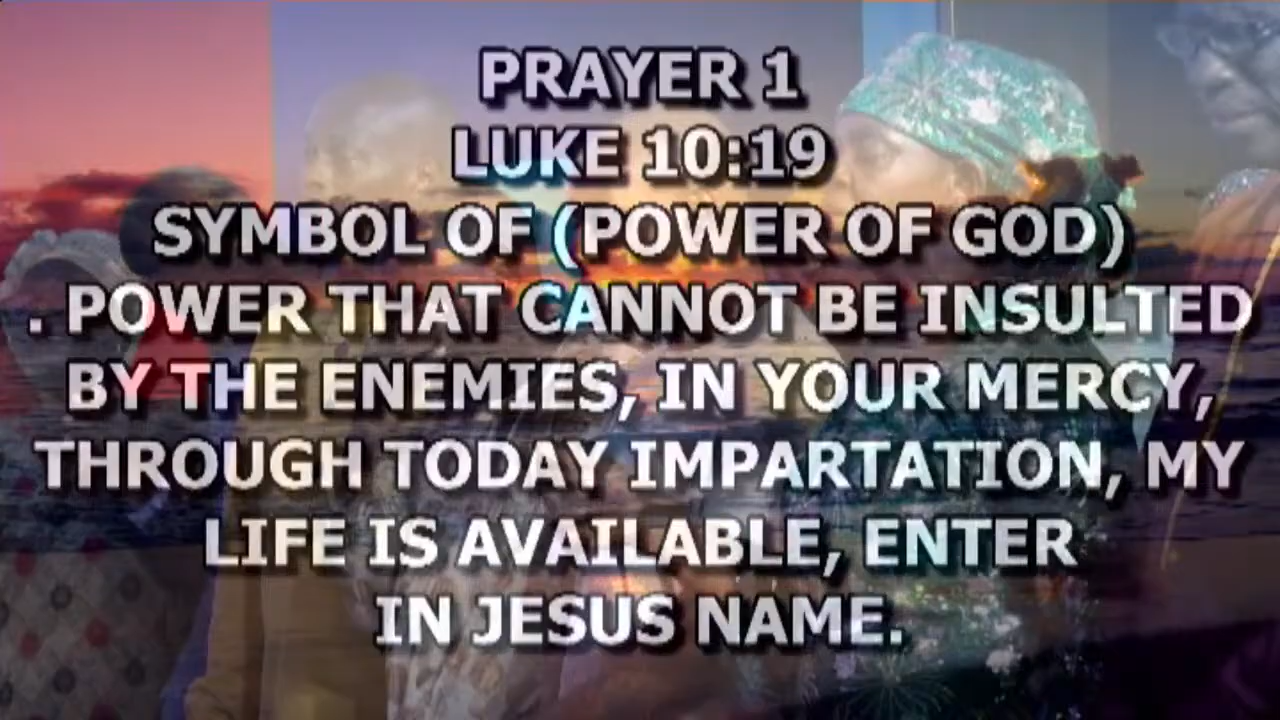 PRAYER 1
LUKE 10:19
SYMBOL OF (POWER OF GOD)
. POWER THAT CANNOT BE INSULTED
BY THE ENEMIES, IN YOUR MERCY,
THROUGH TODAY IMPARTATION, MY
LIFE IS AVAILABLE, ENTER
IN JESUS NAME.